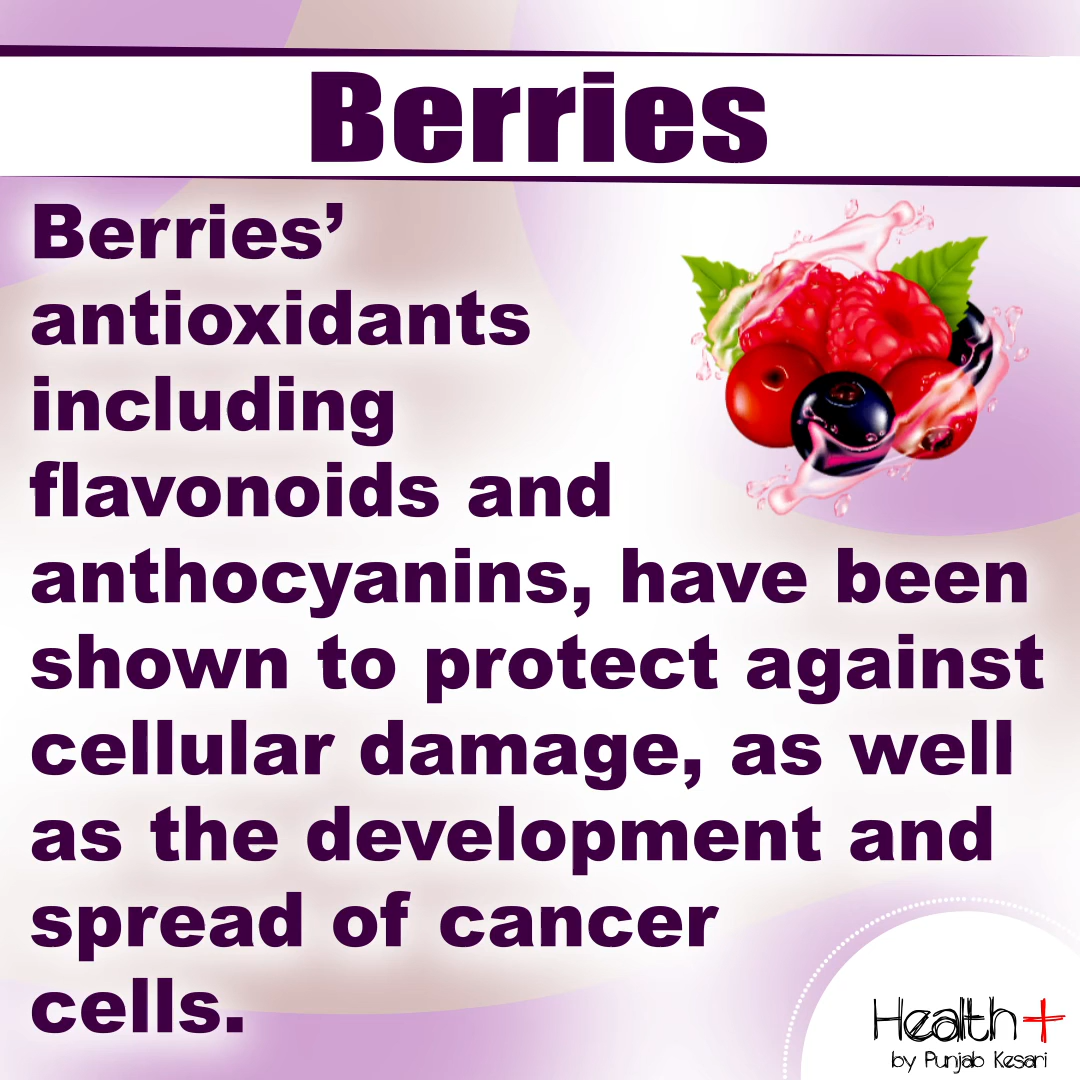 Berries
Berries’
antioxidants
including
flavonoids and
anthocyanins, have been
shown to protect against
cellular damage, as well
as the development and
spread of cancer
cells.
Health+
by Punjab Kesari